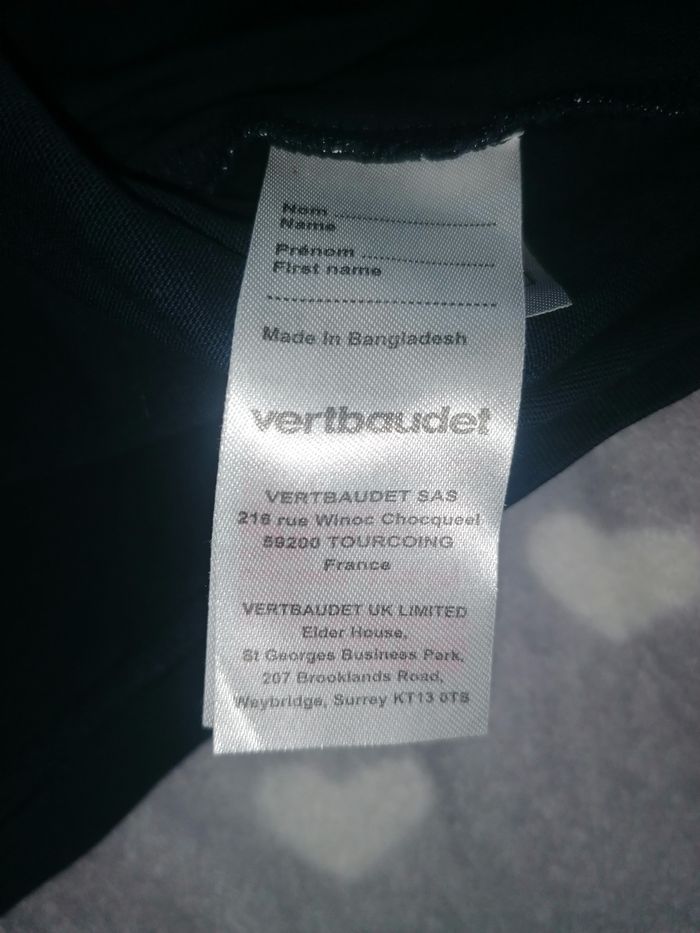 Nom ........................
Name
Prénom ....................
First name
........................................
Made in Bangladesh
vertbaudet
VERTBAUDET SAS
216 rue Winoc Chocqueel
59200 TOURCOING
France
VERTBAUDET UK LIMITED
Elder House,
St Georges Business Park,
207 Brooklands Road,
Weybridge, Surrey KT13 0TS